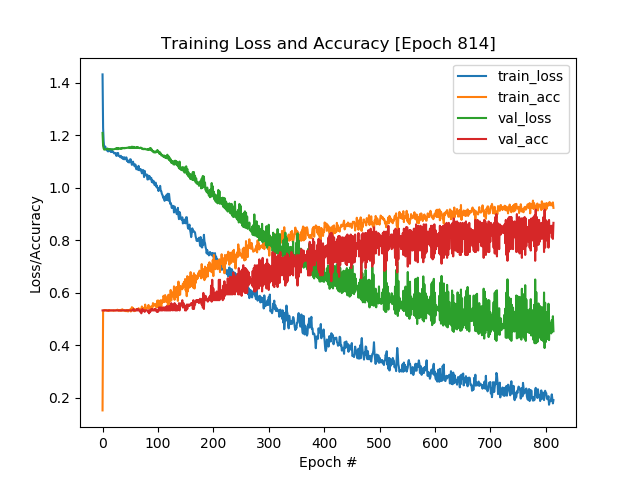 Training Loss and Accuracy [Epoch 814]
train_loss
train_acc
val_loss
val_acc
1.4
1.2
1.0
0.8
0.6
0.4
0.2
Loss/Accuracy
0 100 200 300 400 500 600 700 800
Epoch #